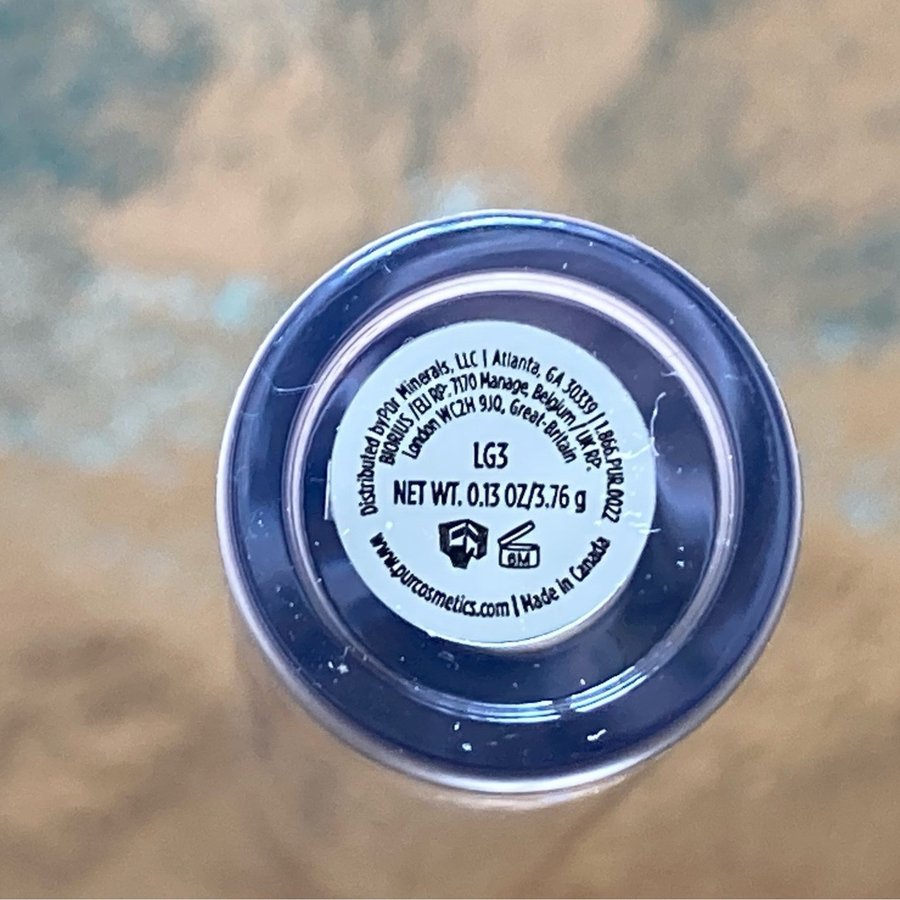 Distributed by Pür Minerals, LLC | Atlanta, GA 30339 | 1.866.PUR.0022
BIORIUS / EU RP: 7170 Manage, Belgium / UK RP:
London WC2H 9JQ, Great-Britain
LG3
NET WT. 0.13 OZ/3.76 g
6M
www.purcosmetics.com | Made in Canada